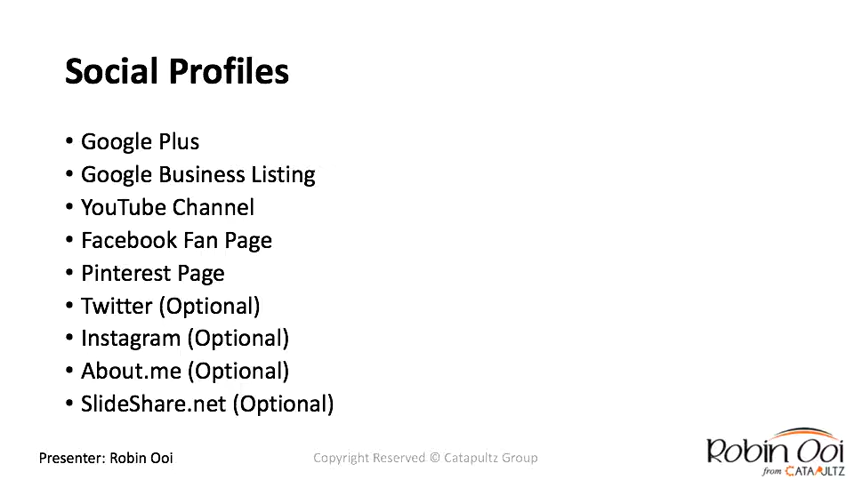 Social Profiles
• Google Plus
• Google Business Listing
• YouTube Channel
• Facebook Fan Page
• Pinterest Page
• Twitter (Optional)
• Instagram (Optional)
• About.me (Optional)
• SlideShare.net (Optional)
Presenter: Robin Ooi
Copyright Reserved © Catapultz Group
Robin Ooi
from CATAPULTZ